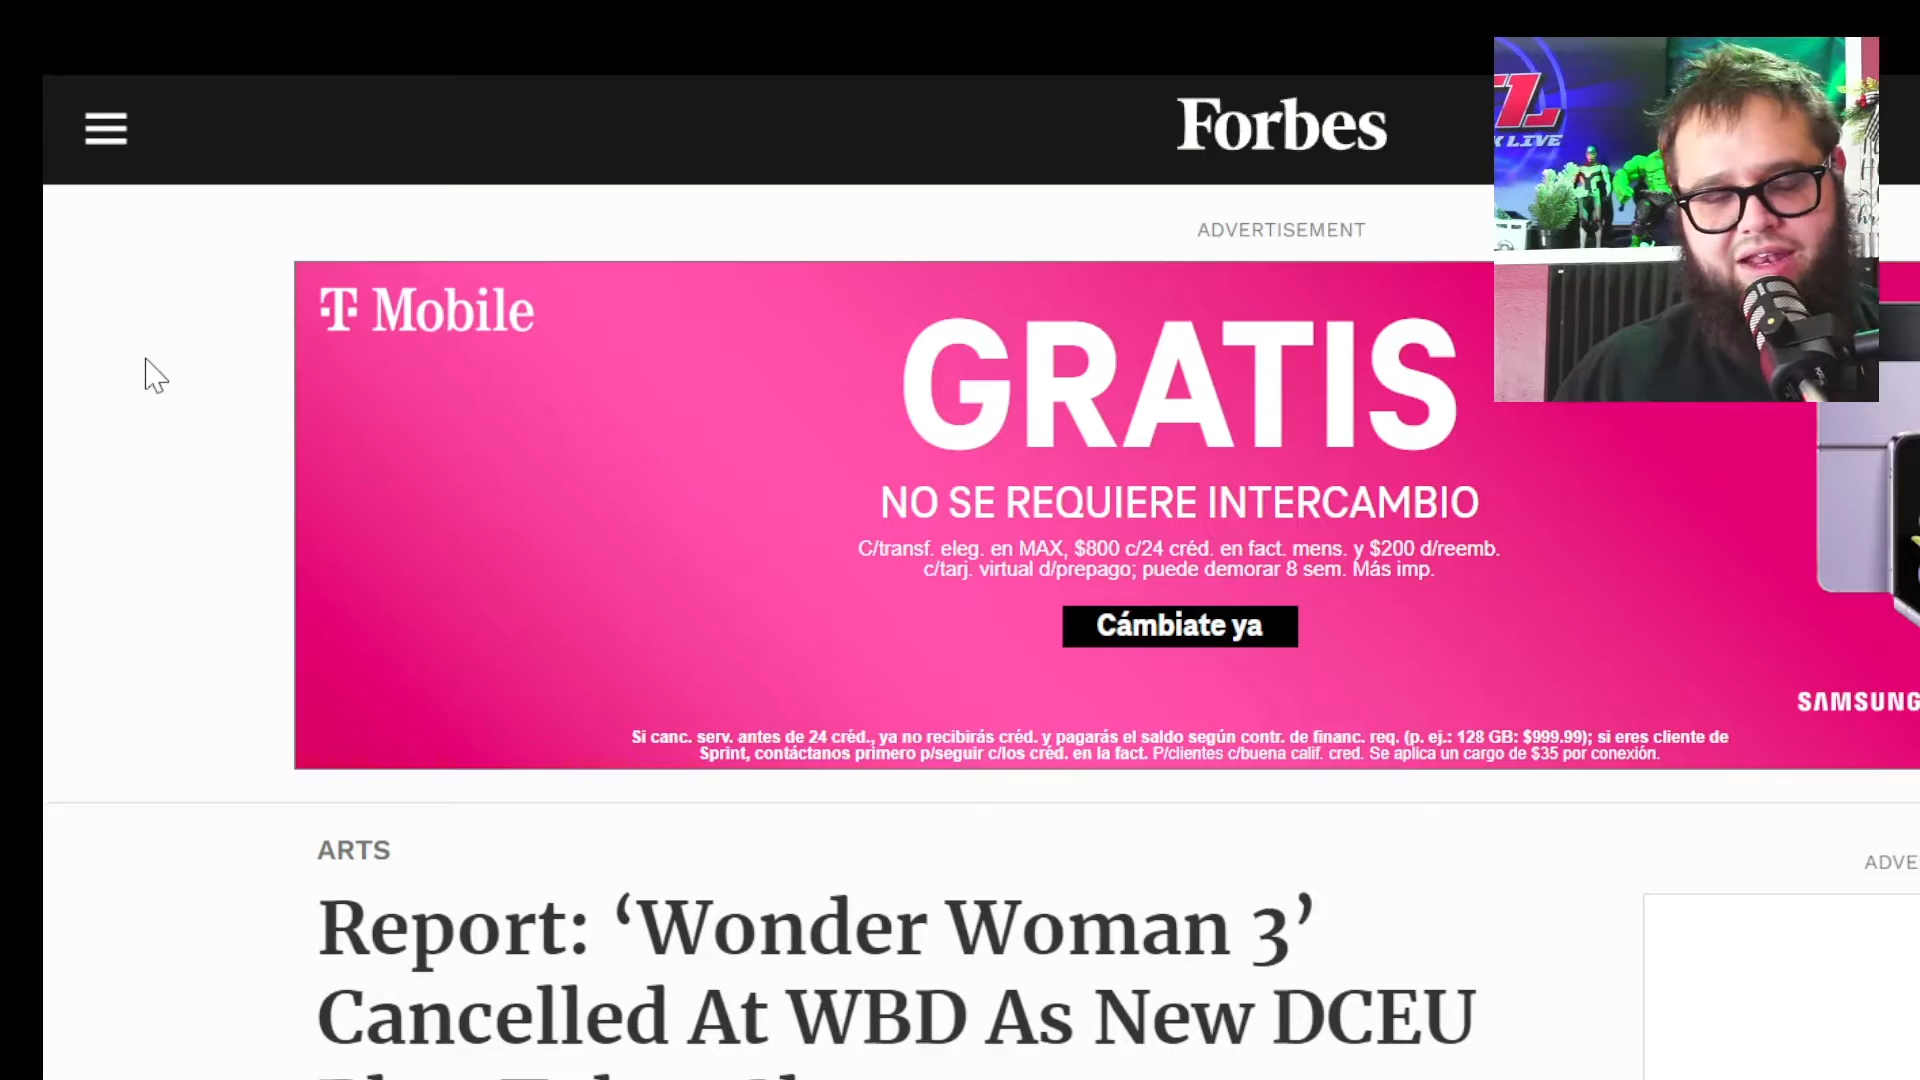 Forbes
K LIVE
ADVERTISEMENT
T Mobile
GRATIS
NO SE REQUIERE INTERCAMBIO
C/transf. eleg. en MAX, $800 c/24 créd. en fact. mens. y $200 d/reemb.
c/tarj. virtual d/prepago; puede demorar 8 sem. Más imp.
Cámbiate ya
SAMSUNG
Si canc. serv. antes de 24 créd., ya no recibirás créd. y pagarás el saldo según contr. de financ. req. (p. ej.: 128 GB: $999.99); si eres cliente de
Sprint, contáctanos primero p/seguir c/los créd. en la fact. P/clientes c/buena calif. cred. Se aplica un cargo de $35 por conexión.
ARTS
ADVE
Report: ‘Wonder Woman 3’
Cancelled At WBD As New DCEU